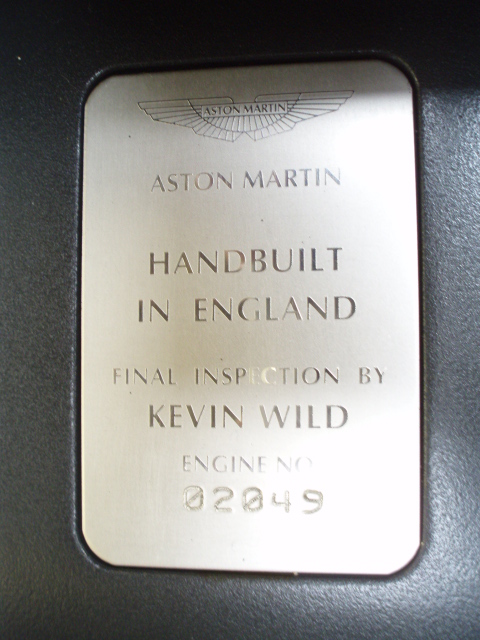 ASTON MARTIN
ASTON MARTIN
HANDBUILT
IN ENGLAND
FINAL INSPECTION BY
KEVIN WILD
ENGINE NO
02049